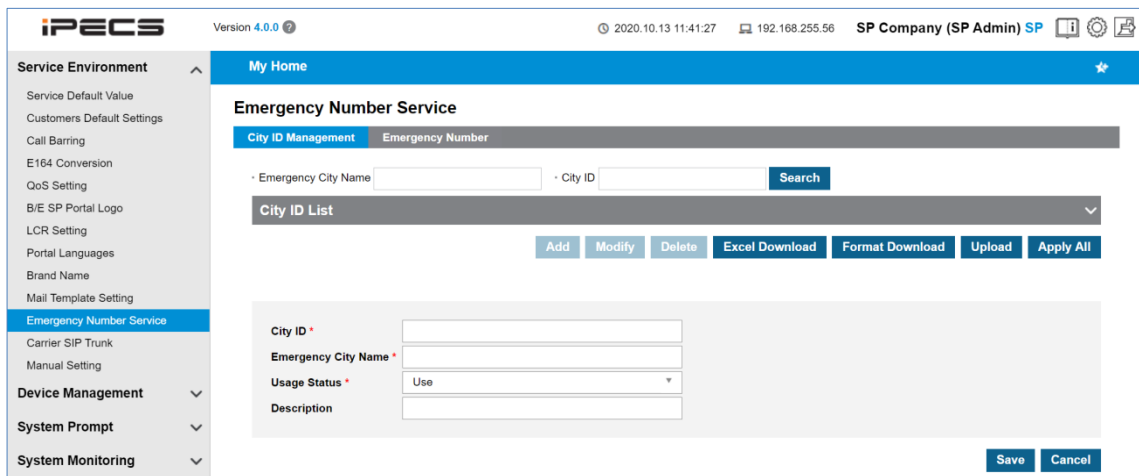 iPECS
Version 4.0.0 ?
2020.10.13 11:41:27
192.168.255.56
SP Company (SP Admin) SP
Service Environment
Service Default Value
Customers Default Settings
Call Barring
E164 Conversion
QoS Setting
B/E SP Portal Logo
LCR Setting
Portal Languages
Brand Name
Mail Template Setting
Emergency Number Service
Carrier SIP Trunk
Manual Setting
Device Management
System Prompt
System Monitoring
My Home
Emergency Number Service
City ID Management Emergency Number
· Emergency City Name · City ID Search
City ID List
Add Modify Delete Excel Download Format Download Upload Apply All
City ID *
Emergency City Name *
Usage Status * Use
Description
Save Cancel